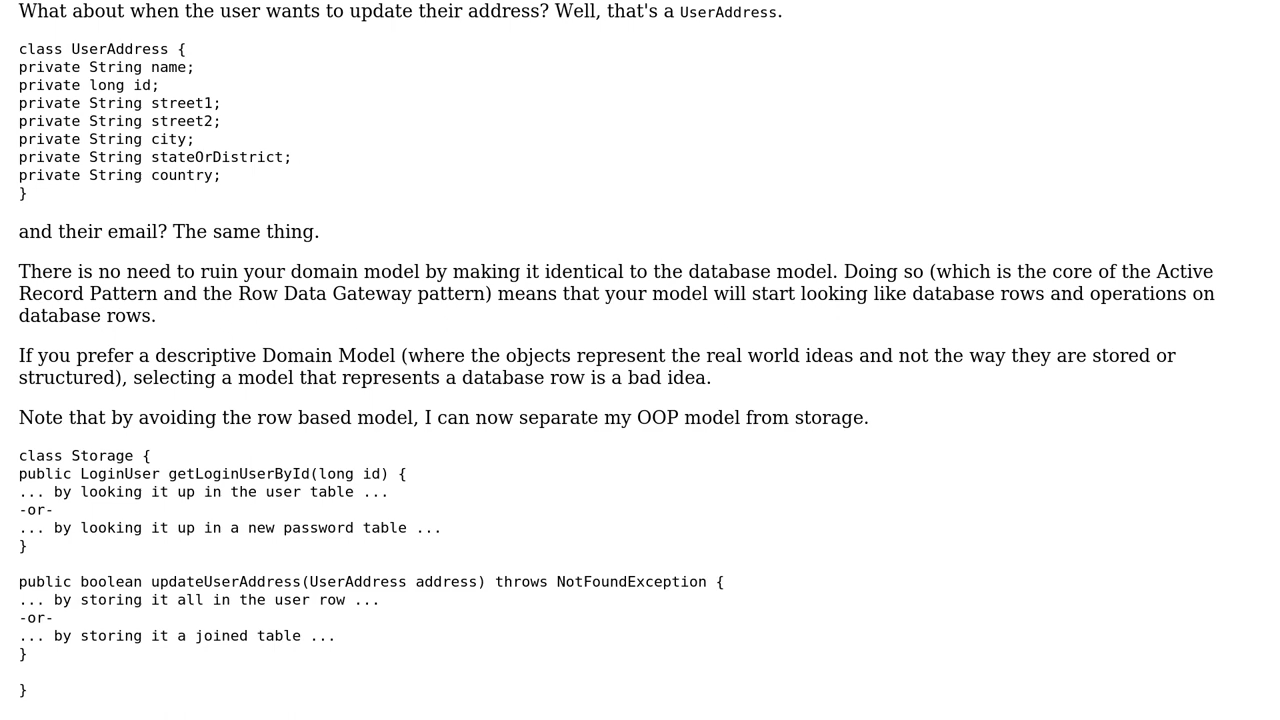 What about when the user wants to update their address? Well, that's a UserAddress.
class UserAddress {
private String name;
private long id;
private String street1;
private String street2;
private String city;
private String stateOrDistrict;
private String country;
}
and their email? The same thing.
There is no need to ruin your domain model by making it identical to the database model. Doing so (which is the core of the Active
Record Pattern and the Row Data Gateway pattern) means that your model will start looking like database rows and operations on
database rows.
If you prefer a descriptive Domain Model (where the objects represent the real world ideas and not the way they are stored or
structured), selecting a model that represents a database row is a bad idea.
Note that by avoiding the row based model, I can now separate my OOP model from storage.
class Storage {
public LoginUser getLoginUserById(long id) {
... by looking it up in the user table ...
-or-
... by looking it up in a new password table ...
}
public boolean updateUserAddress(UserAddress address) throws NotFoundException {
... by storing it all in the user row ...
-or-
... by storing it a joined table ...
}
}